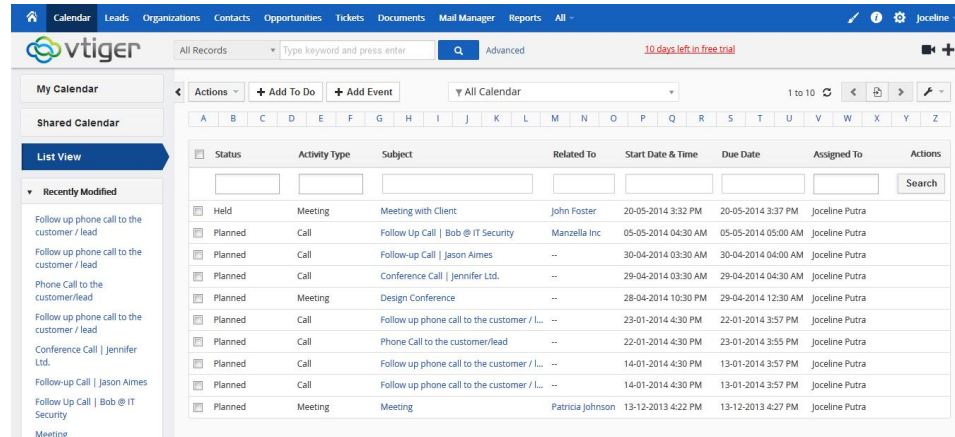 Calendar Leads Organizations Contacts Opportunities Tickets Documents Mail Manager Reports All Joceline
vtiger All Records Type keyword and press enter Advanced 10 days left in free trial
My Calendar
Shared Calendar
List View
Recently Modified
Follow up phone call to the
customer / lead
Follow up phone call to the
customer / lead
Phone Call to the
customer/lead
Follow up phone call to the
customer / lead
Conference Call | Jennifer
Ltd.
Follow-up Call | Jason Aimes
Follow Up Call | Bob @ IT
Security
Meeting
Actions + Add To Do + Add Event All Calendar 1 to 10
A B C D E F G H I J K L M N O P Q R S T U V W X Y Z
Status Activity Type Subject Related To Start Date & Time Due Date Assigned To Actions
Search
Held Meeting Meeting with Client John Foster 20-05-2014 3:32 PM 20-05-2014 3:37 PM Joceline Putra
Planned Call Follow Up Call | Bob @ IT Security Manzella Inc 05-05-2014 04:30 AM 05-05-2014 05:00 AM Joceline Putra
Planned Call Follow-up Call | Jason Aimes -- 30-04-2014 03:30 AM 30-04-2014 04:00 AM Joceline Putra
Planned Call Conference Call | Jennifer Ltd. -- 29-04-2014 03:30 AM 29-04-2014 04:30 AM Joceline Putra
Planned Meeting Design Conference -- 28-04-2014 10:30 PM 29-04-2014 12:30 AM Joceline Putra
Planned Call Follow up phone call to the customer / l... -- 23-01-2014 4:30 PM 22-01-2014 3:57 PM Joceline Putra
Planned Call Phone Call to the customer/lead -- 22-01-2014 4:30 PM 23-01-2014 3:55 PM Joceline Putra
Planned Call Follow up phone call to the customer / l... -- 14-01-2014 4:30 PM 13-01-2014 3:57 PM Joceline Putra
Planned Call Follow up phone call to the customer / l... -- 14-01-2014 4:30 PM 13-01-2014 3:57 PM Joceline Putra
Planned Meeting Meeting Patricia Johnson 13-12-2013 4:22 PM 13-12-2013 4:27 PM Joceline Putra